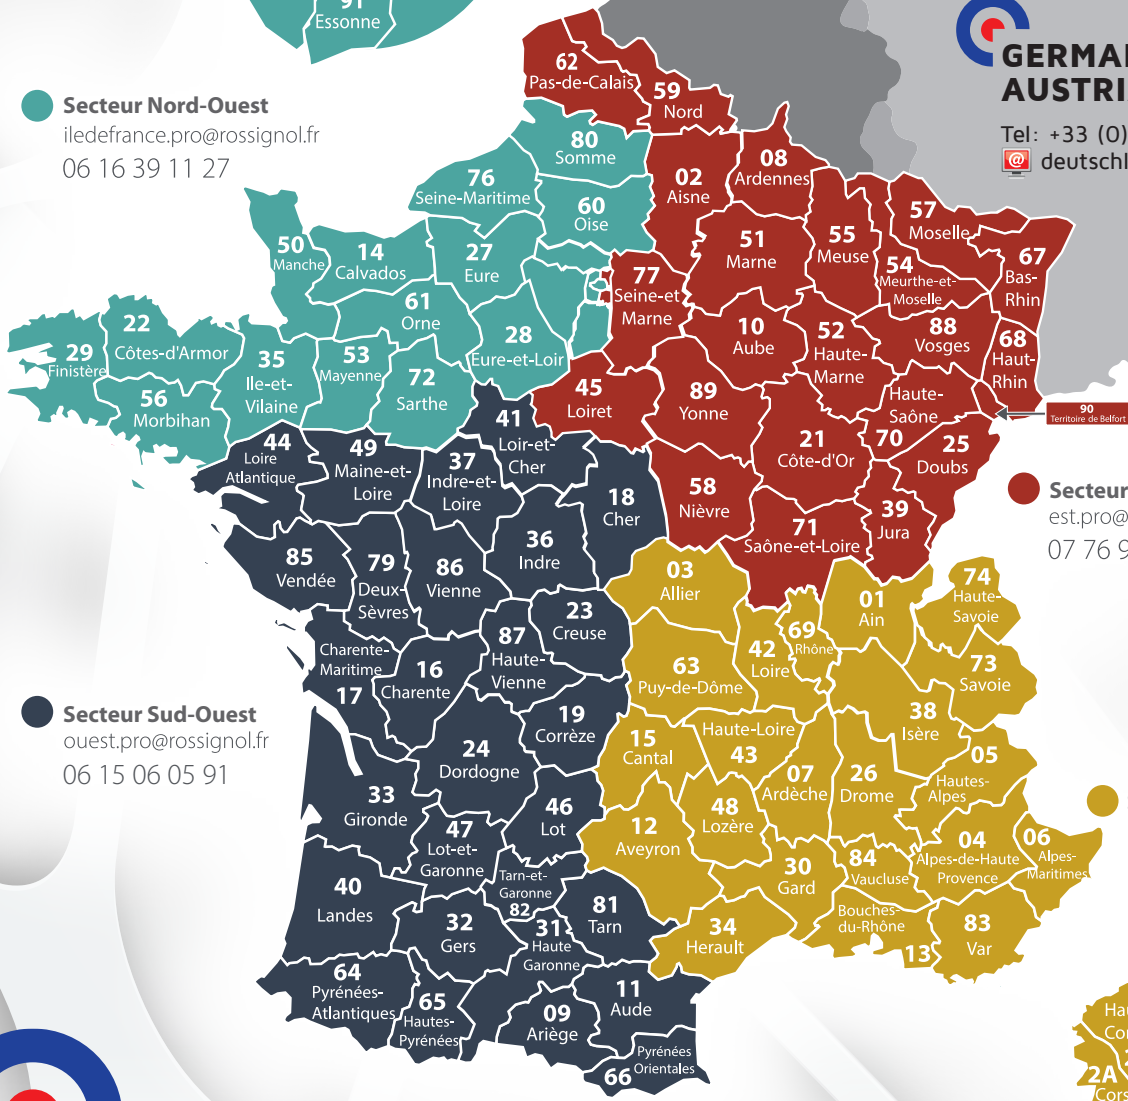 91
Essonne
GERMA
AUSTRI
Tel: +33 (0)
@ deutschl
Secteur Nord-Ouest
iledefrance.pro@rossignol.fr
06 16 39 11 27
62
Pas-de-Calais
59
Nord
80
Somme
76
Seine-Maritime
60
Oise
02
Aisne
08
Ardennes
50
Manche
14
Calvados
27
Eure
61
Orne
77
Seine-et
Marne
51
Marne
55
Meuse
57
Moselle
54
Meurthe-et-
Moselle
67
Bas-
Rhin
22
Côtes-d'Armor
29
Finistère
56
Morbihan
35
Ile-et-
Vilaine
53
Mayenne
72
Sarthe
28
Eure-et-Loir
10
Aube
52
Haute-
Marne
88
Vosges
68
Haut-
Rhin
90
Territoire de Belfort
45
Loiret
89
Yonne
21
Côte-d'Or
Haute-
Saône
70
25
Doubs
41
Loir-et-
Cher
44
Loire
Atlantique
49
Maine-et-
Loire
37
Indre-et-
Loire
18
Cher
58
Nièvre
71
Saône-et-Loire
39
Jura
Secteur
est.pro@
07 76 9
85
Vendée
79
Deux-
Sèvres
86
Vienne
36
Indre
03
Allier
01
Ain
74
Haute-
Savoie
23
Creuse
87
Haute-
Vienne
Charente-
Maritime
17
16
Charente
63
Puy-de-Dôme
42
Loire
69
Rhône
73
Savoie
38
Isère
Secteur Sud-Ouest
ouest.pro@rossignol.fr
06 15 06 05 91
19
Corrèze
24
Dordogne
15
Cantal
Haute-Loire
43
07
Ardèche
26
Drome
05
Hautes-
Alpes
33
Gironde
46
Lot
47
Lot-et-
Garonne
12
Aveyron
48
Lozère
30
Gard
84
Vaucluse
04
Alpes-de-Haute
Provence
06
Alpes-
Maritimes
40
Landes
Tarn-et-
Garonne
82
81
Tarn
32
Gers
31
Haute
Garonne
34
Herault
Bouches-
du-Rhône
13
83
Var
64
Pyrénées-
Atlantiques
65
Hautes-
Pyrénées
09
Ariège
11
Aude
66
Pyrénées
Orientales
Hau
Co
2A
Cors